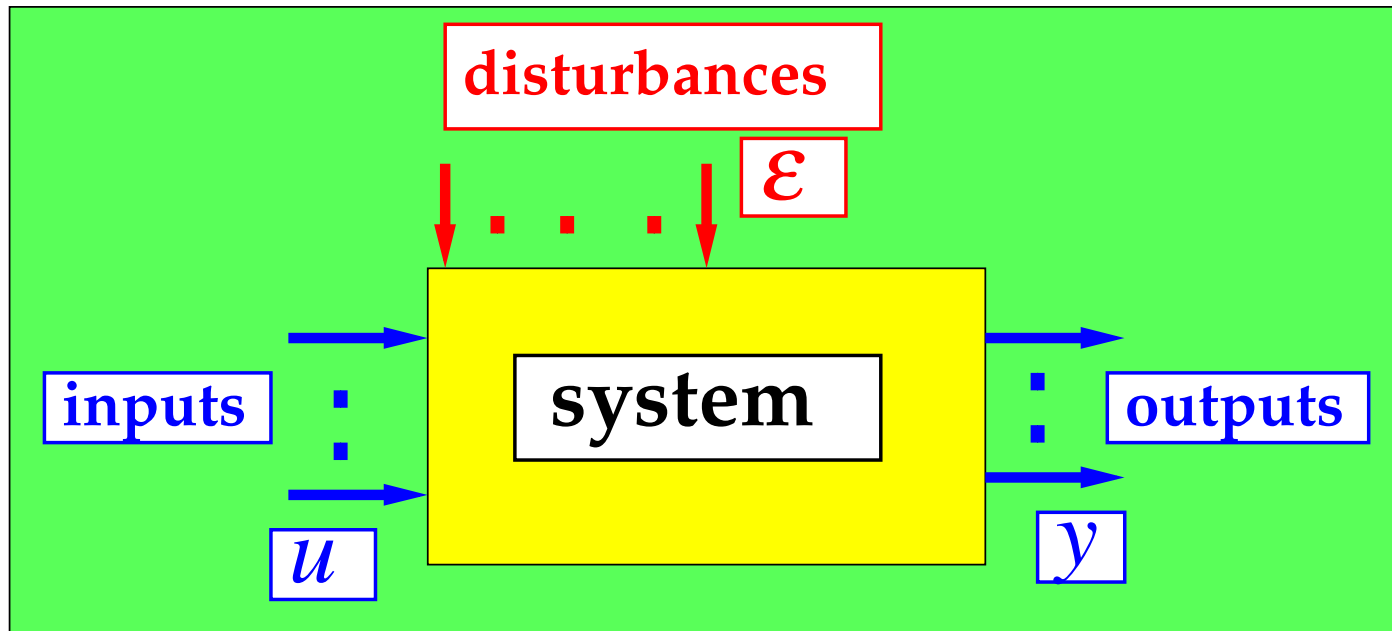 disturbances
ε
inputs
system
outputs
u
y